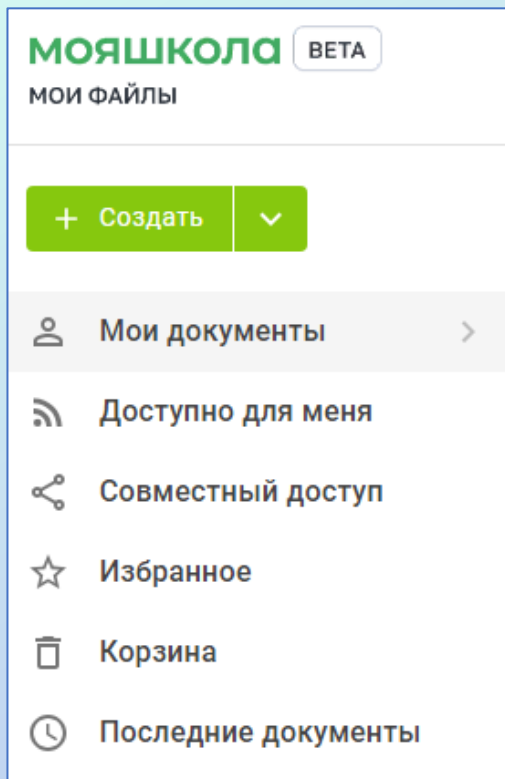 мояшкола BETA
МОИ ФАЙЛЫ
+ Создать
Мои документы
Доступно для меня
Совместный доступ
Избранное
Корзина
Последние документы